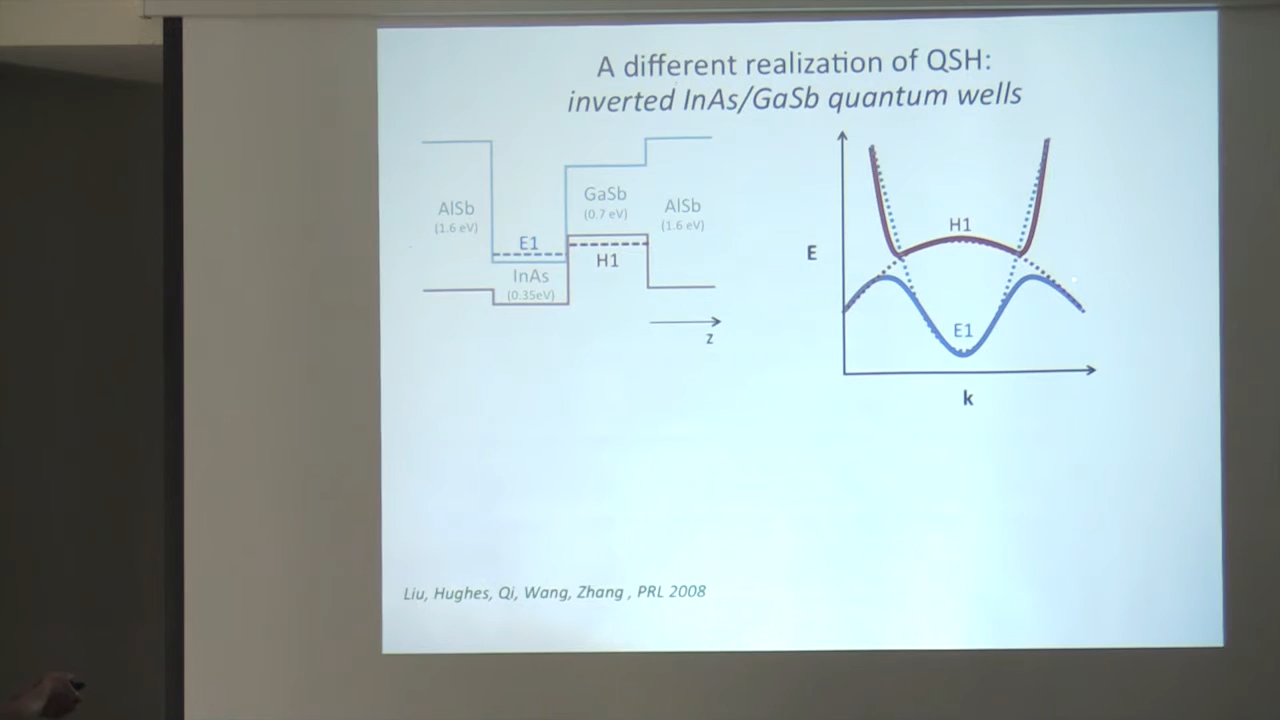 A different realization of QSH:
inverted InAs/GaSb quantum wells
AlSb
(1.6 eV)
E1
InAs
(0.35eV)
GaSb
(0.7 eV)
H1
AlSb
(1.6 eV)
z
E
H1
E1
k
Liu, Hughes, Qi, Wang, Zhang , PRL 2008